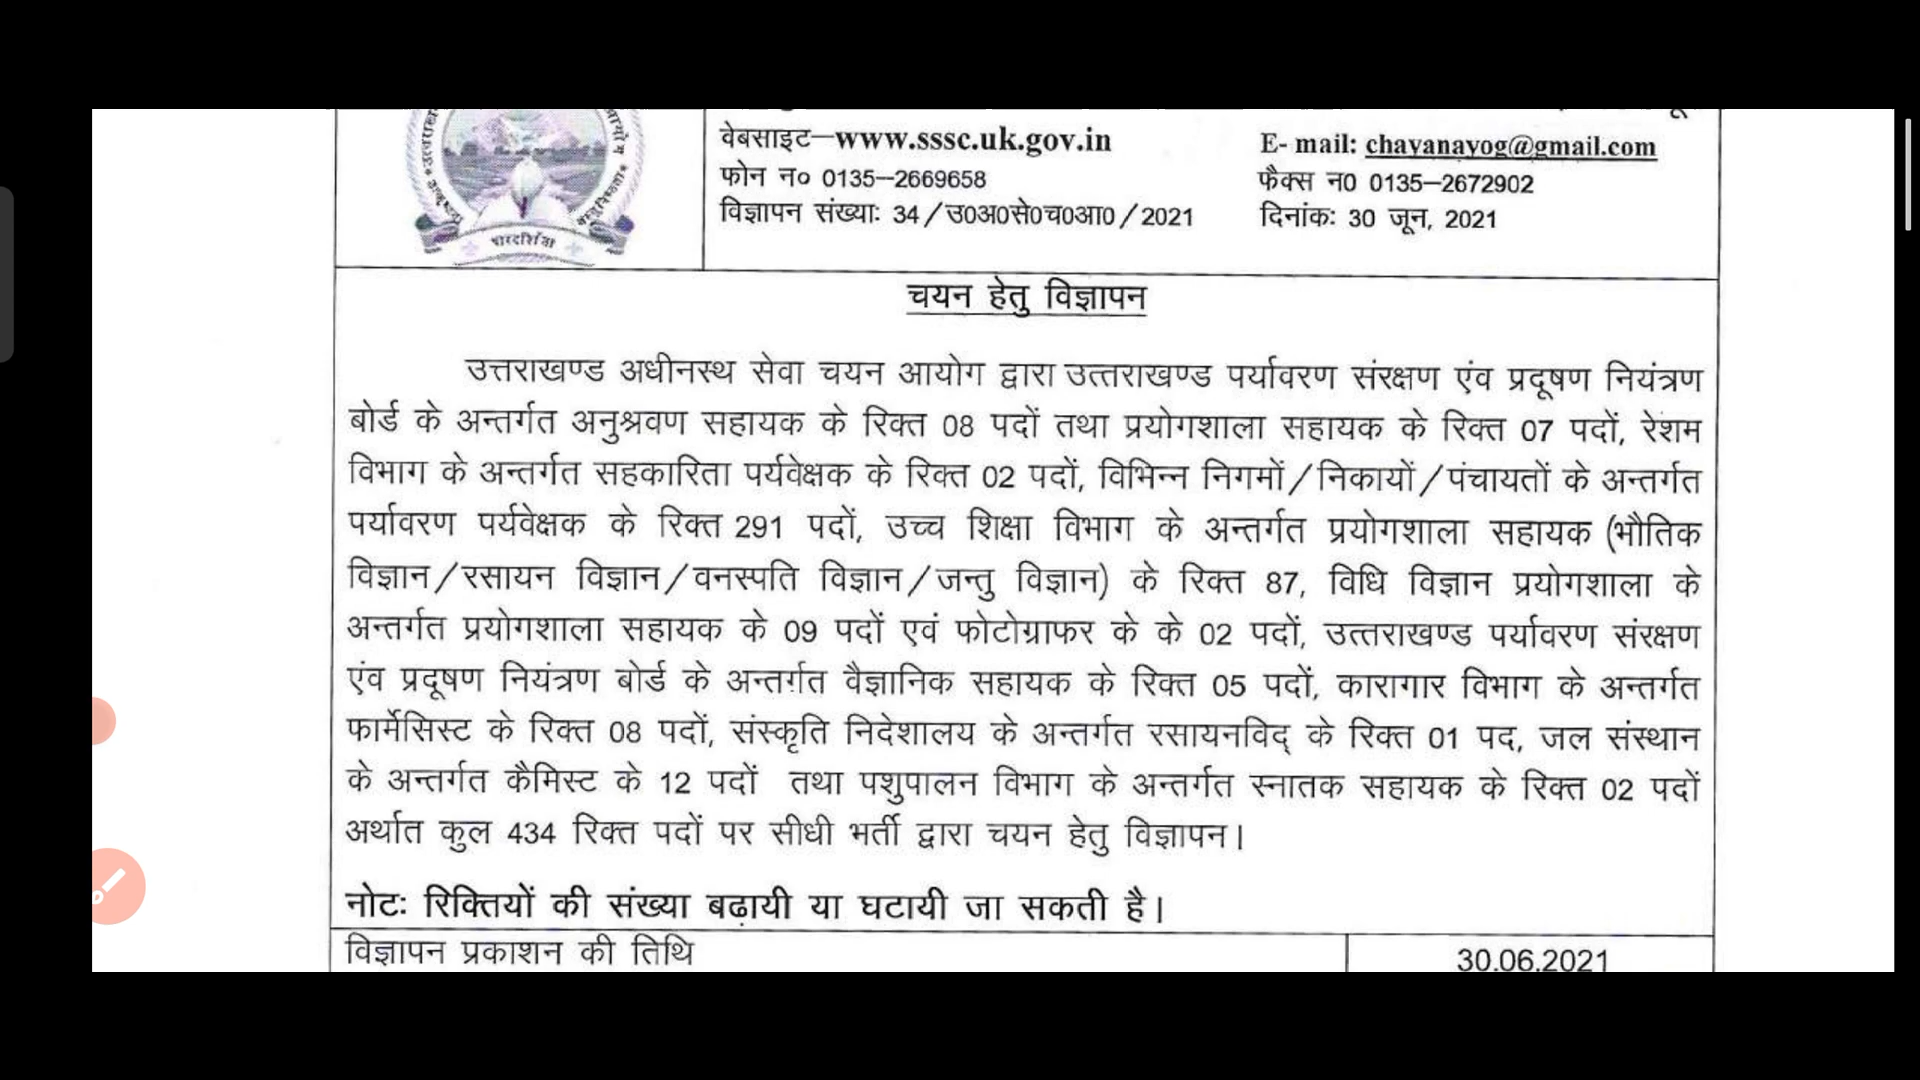 पारदर्शिता
वेबसाइट–www.sssc.uk.gov.in
E- mail: chayanayog@gmail.com
फोन न० 0135–2669658
फैक्स न0 0135–2672902
विज्ञापन संख्याः 34/उ0अ0से0च0आ0/2021
दिनांकः 30 जून, 2021
चयन हेतु विज्ञापन
उत्तराखण्ड अधीनस्थ सेवा चयन आयोग द्वारा उत्तराखण्ड पर्यावरण संरक्षण एंव प्रदूषण नियंत्रण
बोर्ड के अन्तर्गत अनुश्रवण सहायक के रिक्त 08 पदों तथा प्रयोगशाला सहायक के रिक्त 07 पदों, रेशम
विभाग के अन्तर्गत सहकारिता पर्यवेक्षक के रिक्त 02 पदों, विभिन्न निगमों/निकायों/पंचायतों के अन्तर्गत
पर्यावरण पर्यवेक्षक के रिक्त 291 पदों, उच्च शिक्षा विभाग के अन्तर्गत प्रयोगशाला सहायक (भौतिक
विज्ञान/रसायन विज्ञान/वनस्पति विज्ञान/जन्तु विज्ञान) के रिक्त 87, विधि विज्ञान प्रयोगशाला के
अन्तर्गत प्रयोगशाला सहायक के 09 पदों एवं फोटोग्राफर के के 02 पदों, उत्तराखण्ड पर्यावरण संरक्षण
एंव प्रदूषण नियंत्रण बोर्ड के अन्तर्गत वैज्ञानिक सहायक के रिक्त 05 पदों, कारागार विभाग के अन्तर्गत
फार्मेसिस्ट के रिक्त 08 पदों, संस्कृति निदेशालय के अन्तर्गत रसायनविद् के रिक्त 01 पद, जल संस्थान
के अन्तर्गत कैमिस्ट के 12 पदों तथा पशुपालन विभाग के अन्तर्गत स्नातक सहायक के रिक्त 02 पदों
अर्थात कुल 434 रिक्त पदों पर सीधी भर्ती द्वारा चयन हेतु विज्ञापन।
नोटः रिक्तियों की संख्या बढ़ायी या घटायी जा सकती है।
विज्ञापन प्रकाशन की तिथि
30.06.2021